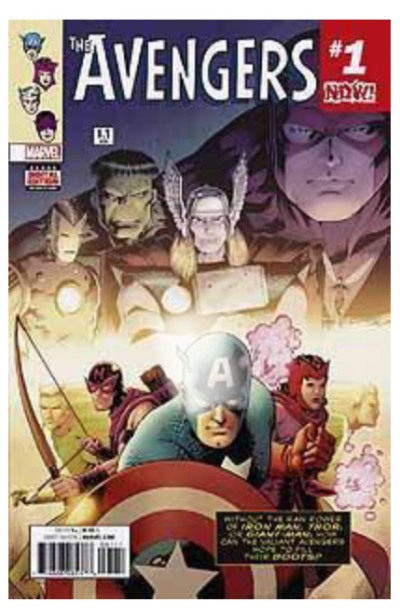 THE
AVENGERS
#1
NOW!
1.1
MARVEL
WITHOUT THE RAW POWER
OF IRON MAN, THOR,
OR GIANT-MAN, HOW
CAN THE VALIANT AVENGERS
HOPE TO FILL
THEIR BOOTS?
A